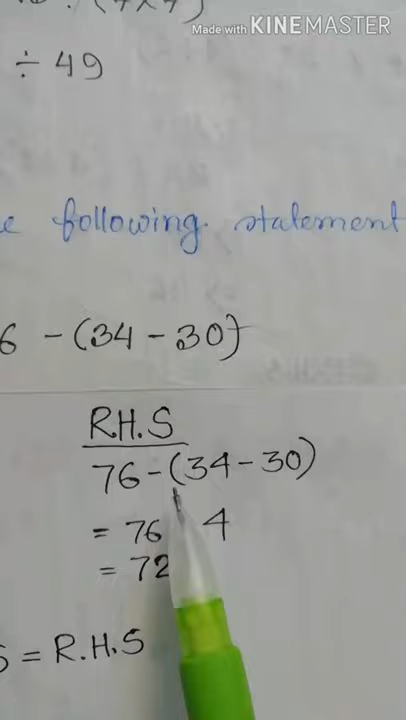 Made with KINEMASTER
÷ 49
following statement
6 - (34 - 30)
R.H.S
76 - (34 - 30)
= 76 4
= 72
S = R.H.S